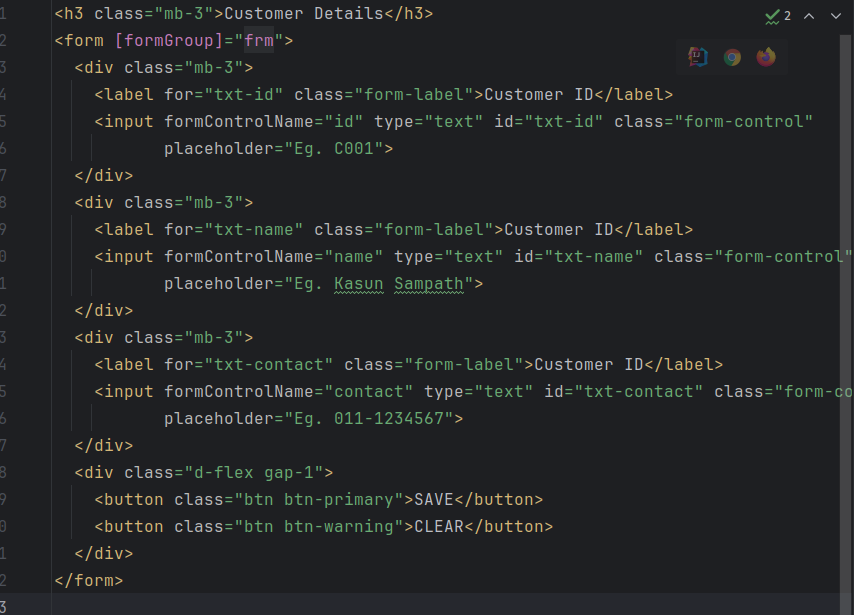 2
1 <h3 class="mb-3">Customer Details</h3>
2 <form [formGroup]="frm">
3   <div class="mb-3">
4     <label for="txt-id" class="form-label">Customer ID</label>
5     <input formControlName="id" type="text" id="txt-id" class="form-control"
6            placeholder="Eg. C001">
7   </div>
8   <div class="mb-3">
9     <label for="txt-name" class="form-label">Customer ID</label>
0     <input formControlName="name" type="text" id="txt-name" class="form-control"
1            placeholder="Eg. Kasun Sampath">
2   </div>
3   <div class="mb-3">
4     <label for="txt-contact" class="form-label">Customer ID</label>
5     <input formControlName="contact" type="text" id="txt-contact" class="form-co
6            placeholder="Eg. 011-1234567">
7   </div>
8   <div class="d-flex gap-1">
9     <button class="btn btn-primary">SAVE</button>
0     <button class="btn btn-warning">CLEAR</button>
1   </div>
2 </form>
3